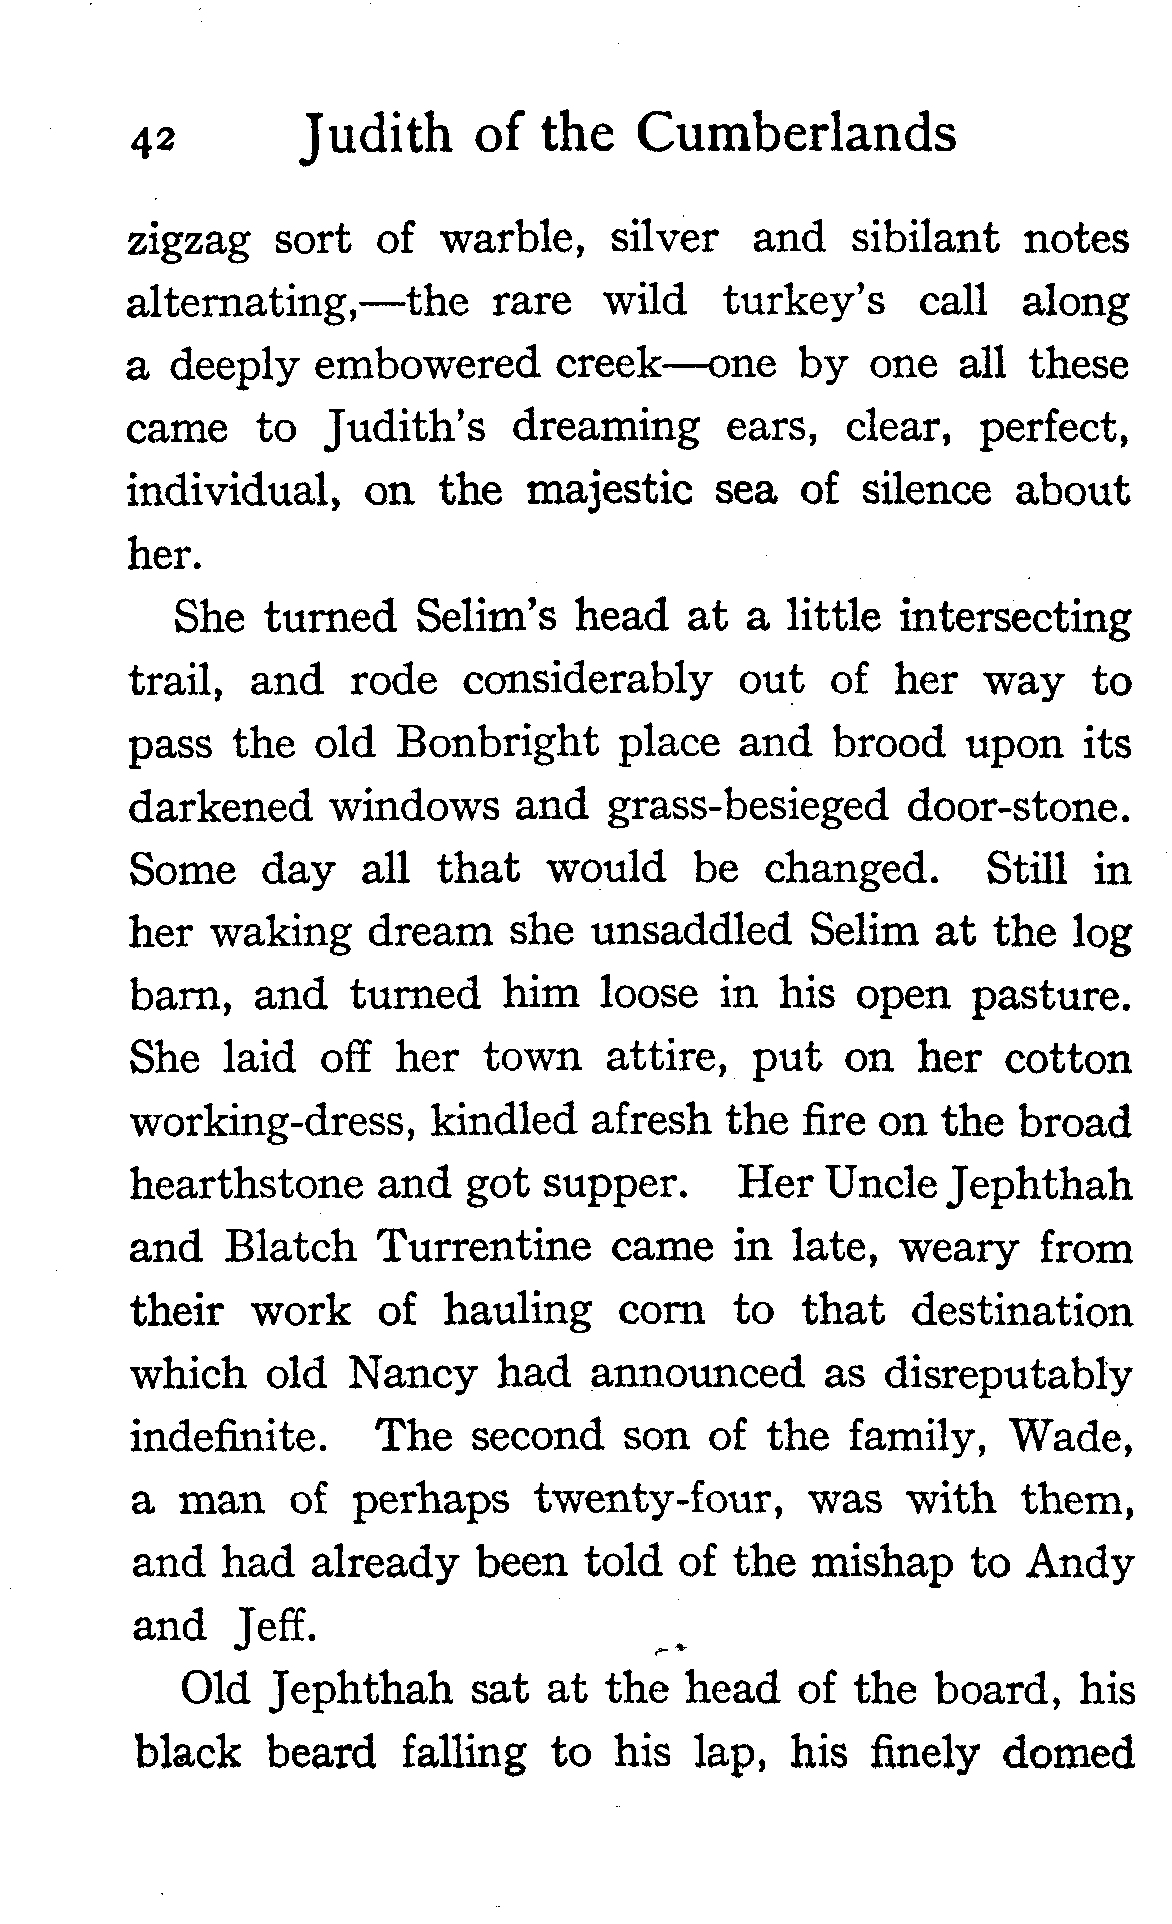 42 Judith of the Cumberlands
zigzag sort of warble, silver and sibilant notes
alternating,—the rare wild turkey's call along
a deeply embowered creek—one by one all these
came to Judith's dreaming ears, clear, perfect,
individual, on the majestic sea of silence about
her.
She turned Selim's head at a little intersecting
trail, and rode considerably out of her way to
pass the old Bonbright place and brood upon its
darkened windows and grass-besieged door-stone.
Some day all that would be changed. Still in
her waking dream she unsaddled Selim at the log
barn, and turned him loose in his open pasture.
She laid off her town attire, put on her cotton
working-dress, kindled afresh the fire on the broad
hearthstone and got supper. Her Uncle Jephthah
and Blatch Turrentine came in late, weary from
their work of hauling corn to that destination
which old Nancy had announced as disreputably
indefinite. The second son of the family, Wade,
a man of perhaps twenty-four, was with them,
and had already been told of the mishap to Andy
and Jeff.
Old Jephthah sat at the head of the board, his
black beard falling to his lap, his finely domed